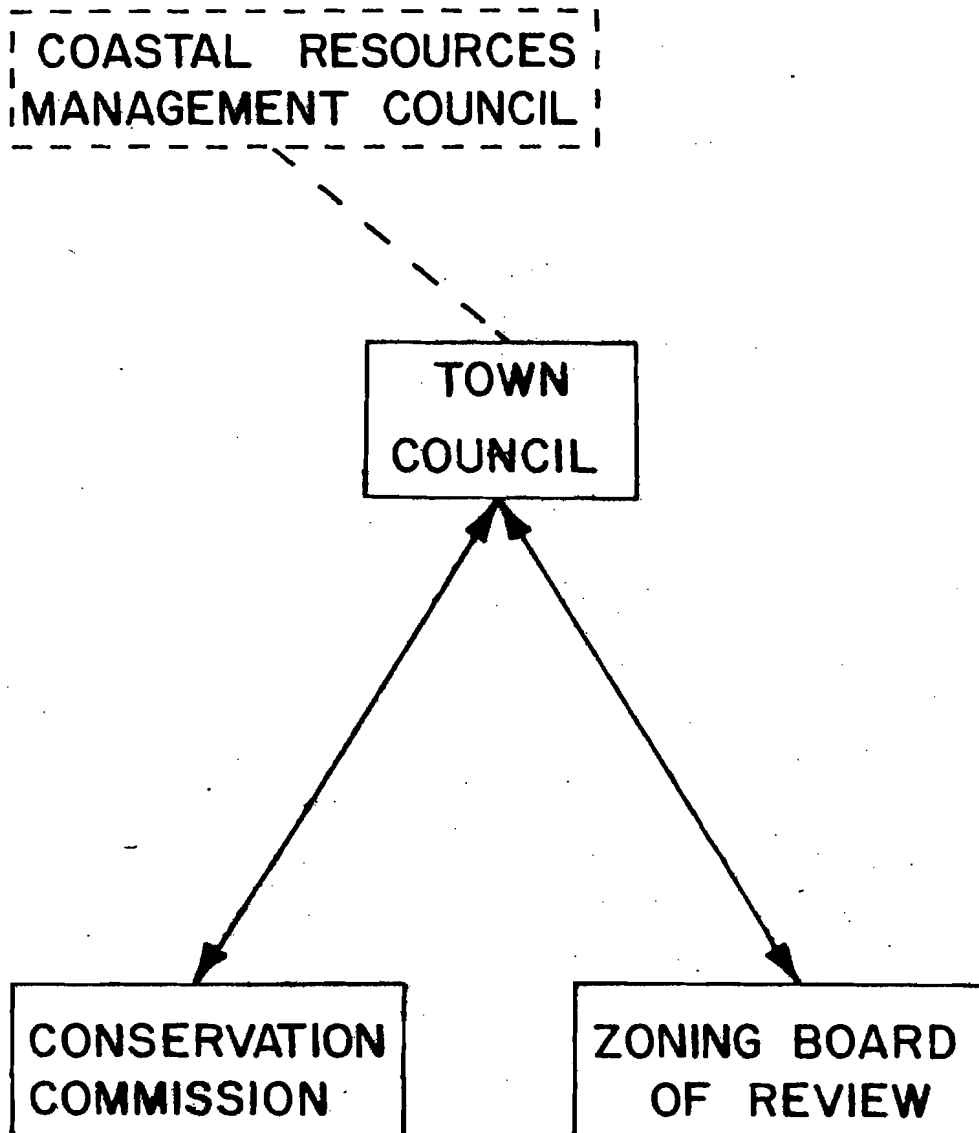 COASTAL RESOURCES
MANAGEMENT COUNCIL
TOWN
COUNCIL
CONSERVATION
COMMISSION
ZONING BOARD
OF REVIEW